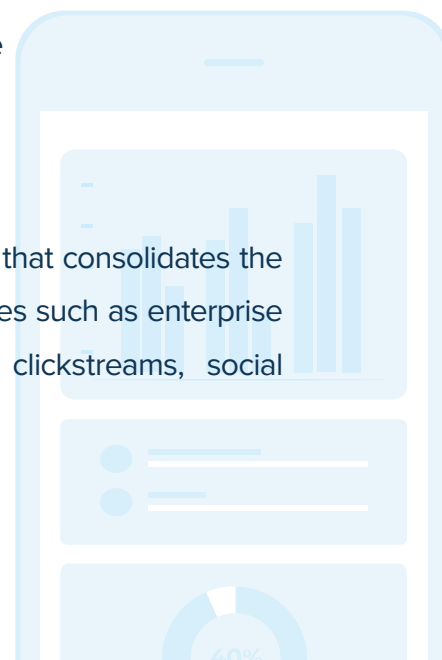 e
that consolidates the
es such as enterprise
clickstreams, social
40%